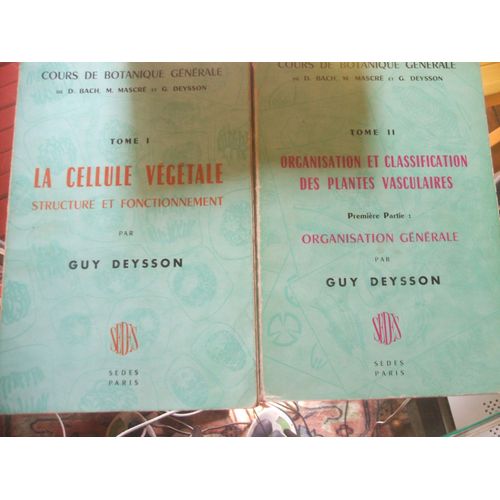 COURS DE BOTANIQUE GÉNÉRALE
DE D. BACH, M. MASCRÉ ET G. DEYSSON
TOME I
LA CELLULE VÉGÉTALE
STRUCTURE ET FONCTIONNEMENT
PAR
GUY DEYSSON
SEDES
SEDES
PARIS
COURS DE BOTANIQUE GÉNÉRALE
DE D. BACH, M. MASCRÉ ET G. DEYSSON
TOME II
ORGANISATION ET CLASSIFICATION
DES PLANTES VASCULAIRES
Première Partie :
ORGANISATION GÉNÉRALE
PAR
GUY DEYSSON
SEDES
SEDES
PARIS